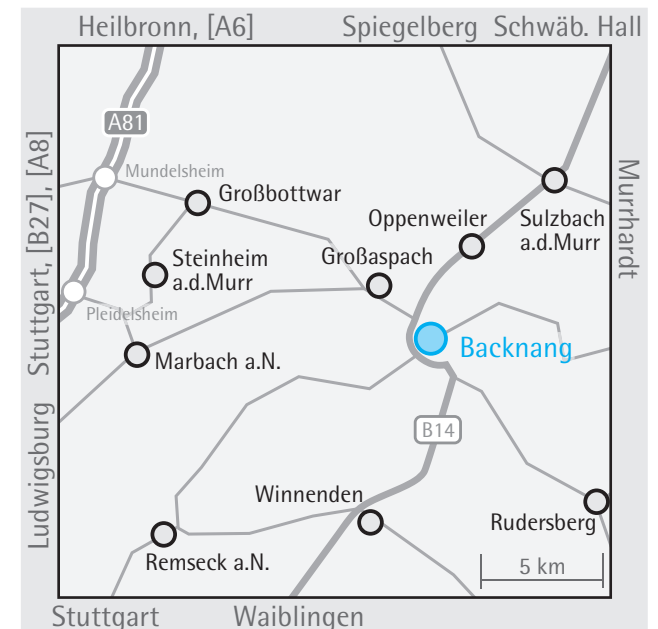 Heilbronn, [A6]
Spiegelberg
Schwäb. Hall
A81
Mundelsheim
Großbottwar
Oppenweiler
Sulzbach
a.d.Murr
Murrhardt
Stuttgart, [B27], [A8]
Steinheim
a.d.Murr
Großaspach
Pleidelsheim
Marbach a.N.
Backnang
B14
Ludwigsburg
Winnenden
Rudersberg
Remseck a.N.
5 km
Stuttgart
Waiblingen